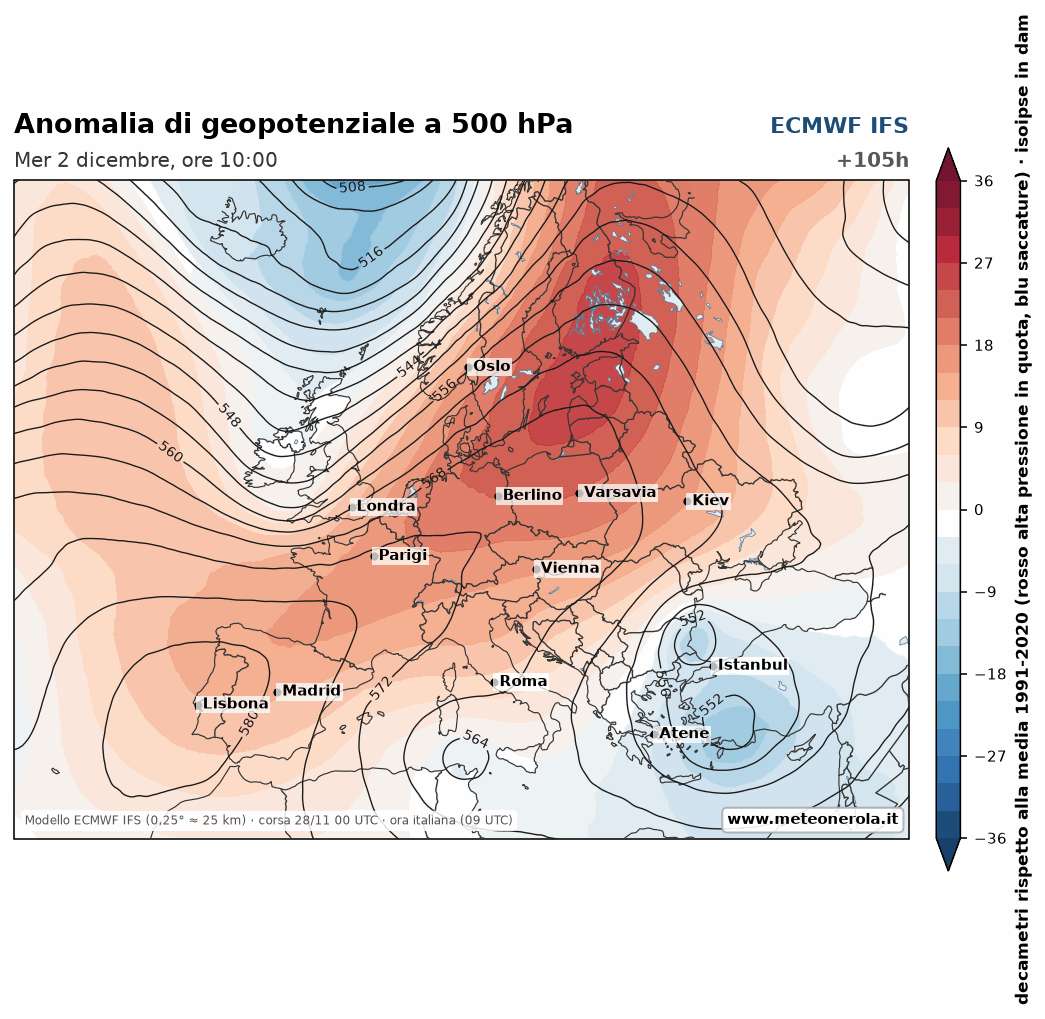 Anomalia di geopotenziale a 500 hPa
ECMWF IFS
Mer 2 dicembre, ore 10:00
+105h
508
516
544
556
548
560
568
Oslo
Berlino
Varsavia
Kiev
Londra
Parigi
Vienna
552
Istanbul
Roma
Madrid
Lisbona
572
580
556
552
Atene
564
Modello ECMWF IFS (0,25° ≈ 25 km) · corsa 28/11 00 UTC · ora italiana (09 UTC)
www.meteonerola.it
36
27
18
9
0
−9
−18
−27
−36
decametri rispetto alla media 1991-2020 (rosso alta pressione in quota, blu saccature) · isoipse in dam